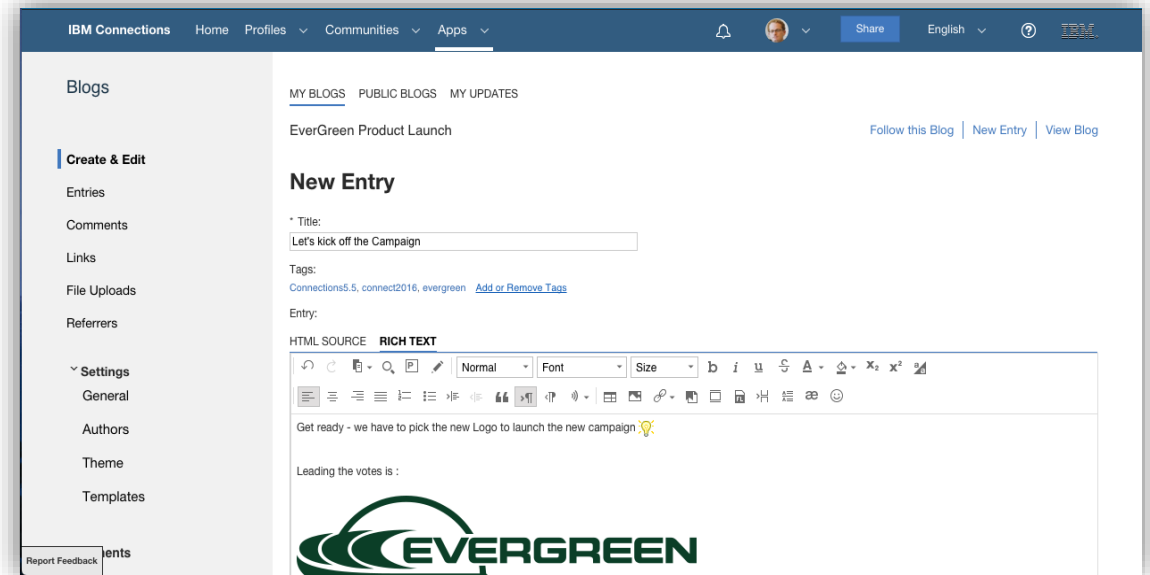 IBM Connections Home Profiles Communities Apps Share English ? IBM.
Blogs
MY BLOGS PUBLIC BLOGS MY UPDATES
EverGreen Product Launch
Follow this Blog | New Entry | View Blog
Create & Edit
New Entry
Entries
* Title:
Comments
Let's kick off the Campaign
Links
Tags:
File Uploads
Connections5.5, connect2016, evergreen Add or Remove Tags
Entry:
Referrers
HTML SOURCE RICH TEXT
Settings
Normal Font Size b i u S A X₂ x²
General
Authors
Get ready - we have to pick the new Logo to launch the new campaign
Theme
Leading the votes is :
Templates
EVERGREEN
ents
Report Feedback